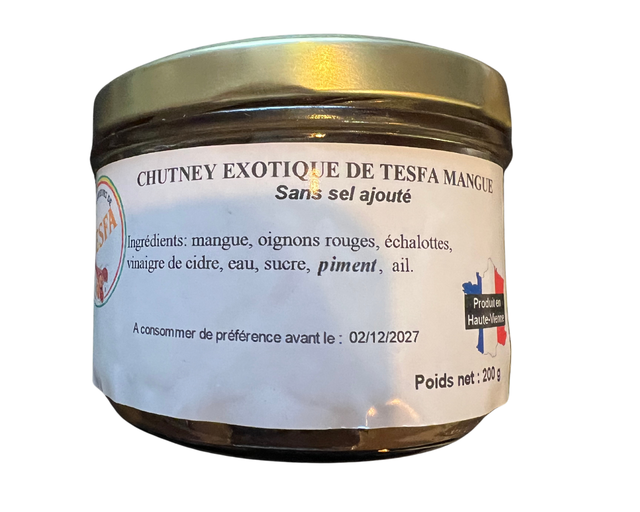 CHUTNEY EXOTIQUE DE TESFA MANGUE
Sans sel ajouté
Ingrédients: mangue, oignons rouges, échalottes,
vinaigre de cidre, eau, sucre, piment, ail.
A consommer de préférence avant le : 02/12/2027
Produit en
Haute-Vienne
Poids net : 200 g